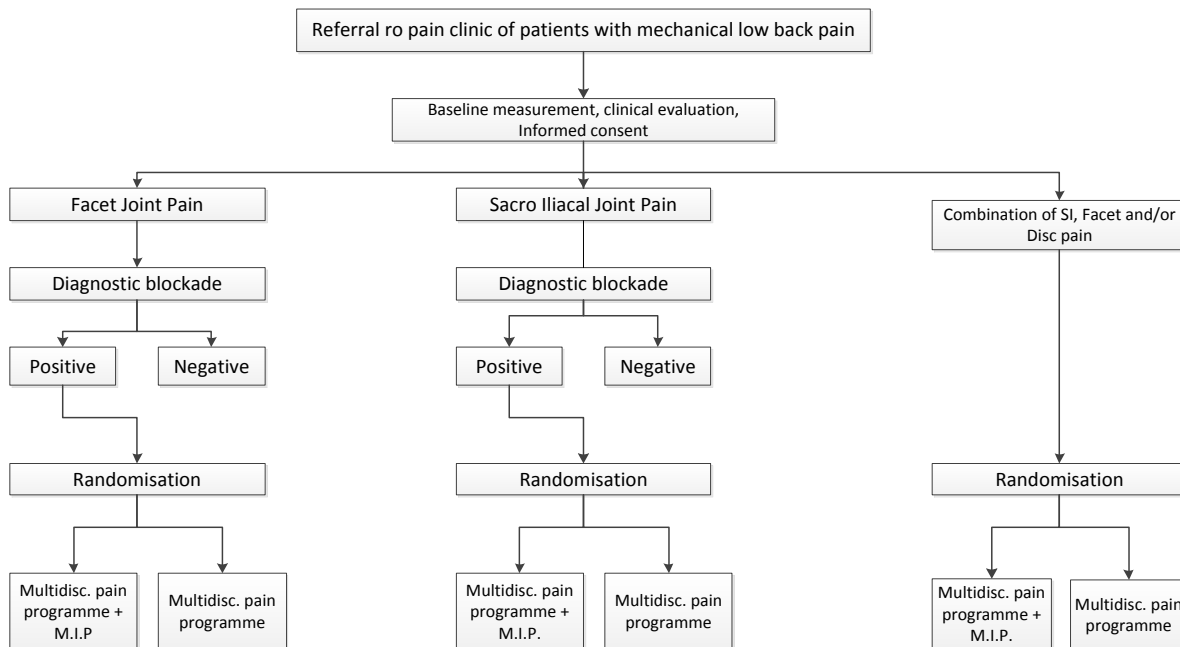 Referral ro pain clinic of patients with mechanical low back pain
Baseline measurement, clinical evaluation,
Informed consent
Facet Joint Pain
Sacro Iliacal Joint Pain
Combination of SI, Facet and/or
Disc pain
Diagnostic blockade
Diagnostic blockade
Positive
Negative
Positive
Negative
Randomisation
Randomisation
Randomisation
Multidisc. pain
programme +
M.I.P
Multidisc. pain
programme
Multidisc. pain
programme +
M.I.P.
Multidisc. pain
programme
Multidisc. pain
programme +
M.I.P.
Multidisc. pain
programme